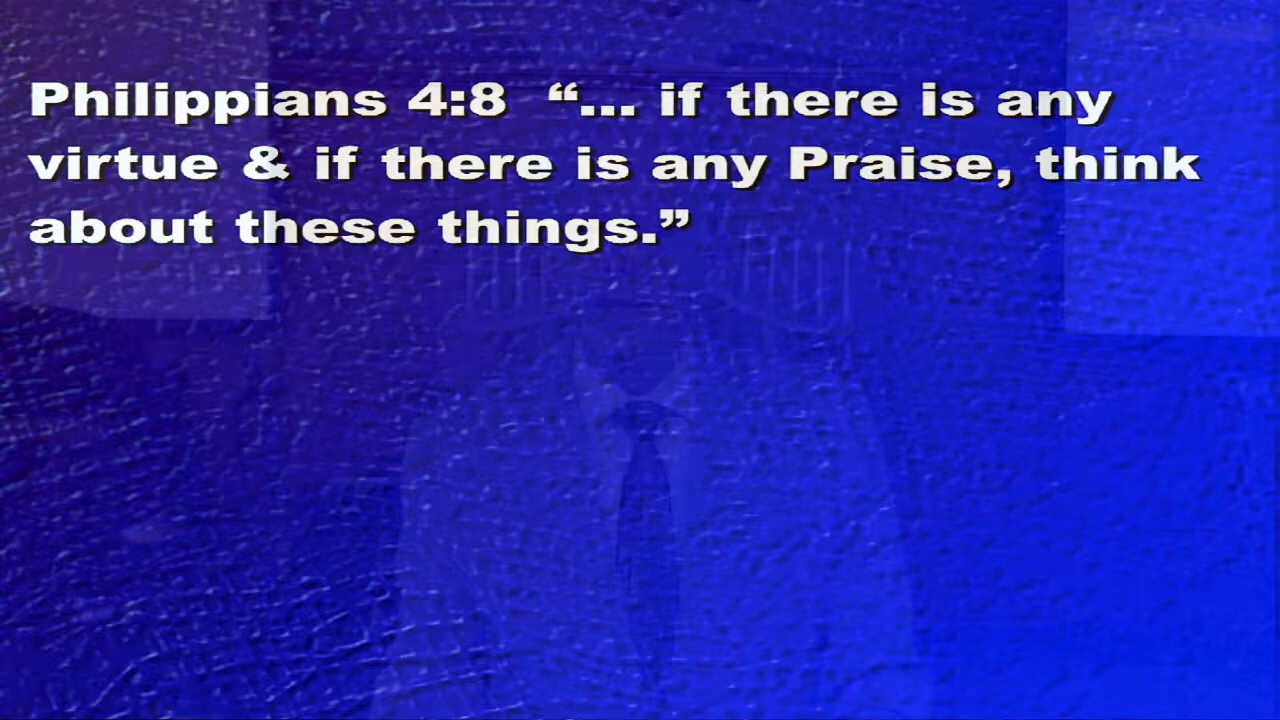 Philippians 4:8  “... if there is any
virtue & if there is any Praise, think
about these things.”